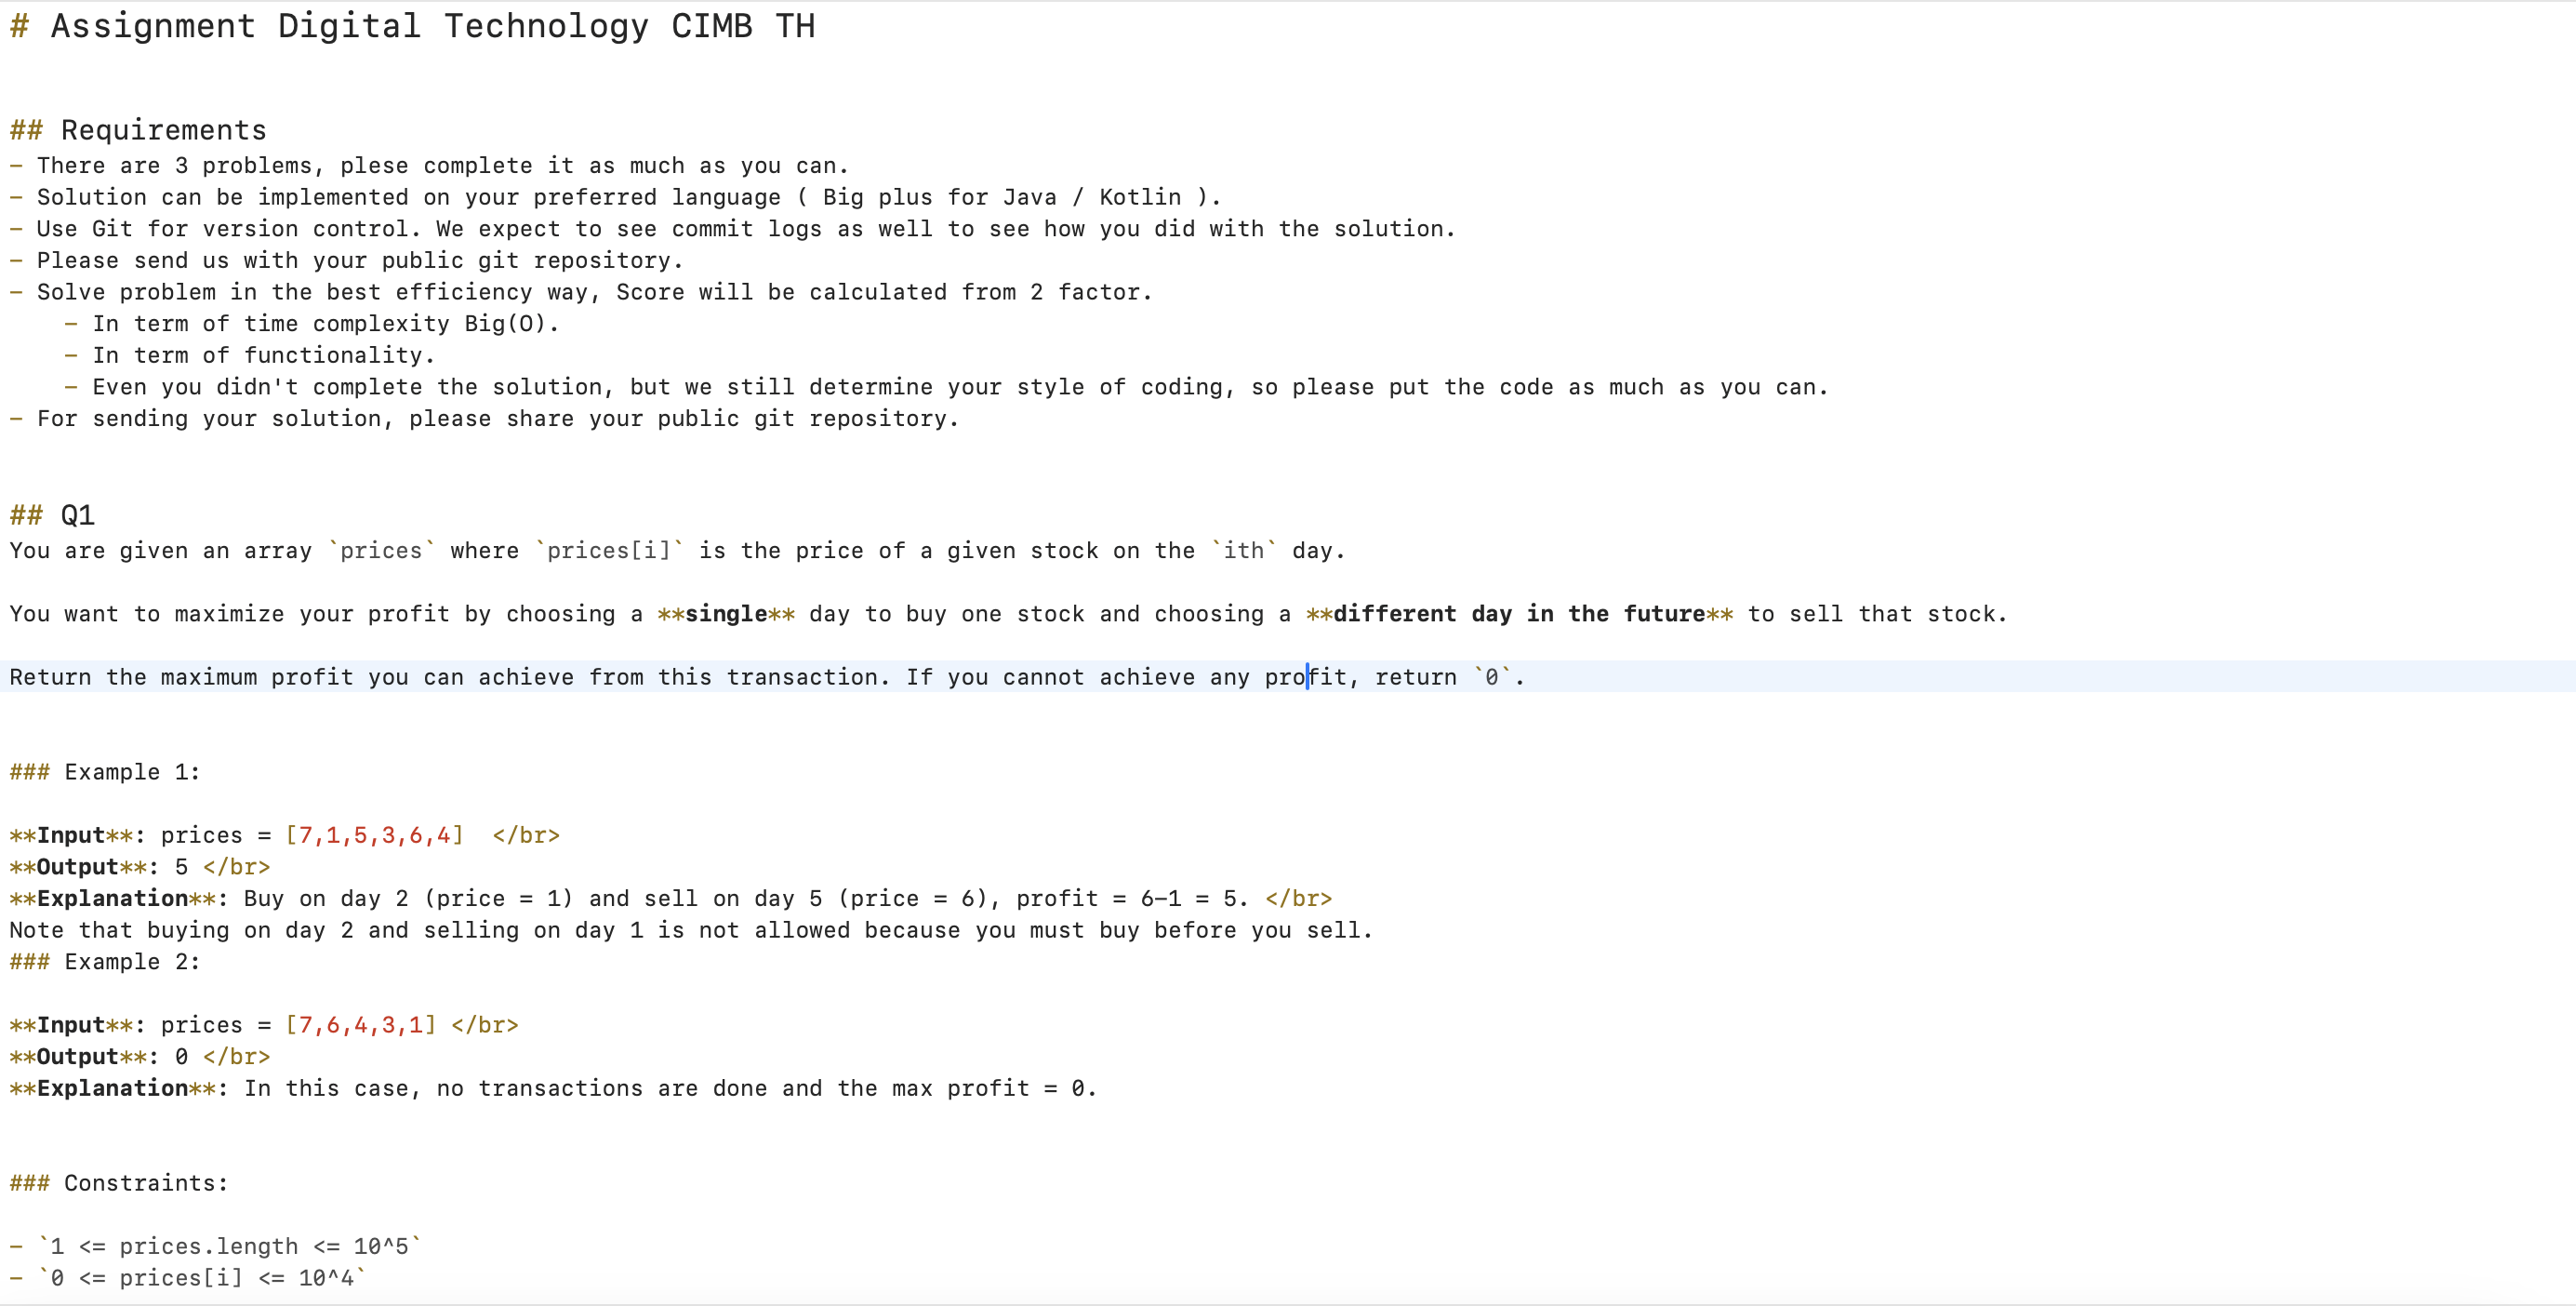 # Assignment Digital Technology CIMB TH
## Requirements
- There are 3 problems, plese complete it as much as you can.
- Solution can be implemented on your preferred language ( Big plus for Java / Kotlin ).
- Use Git for version control. We expect to see commit logs as well to see how you did with the solution.
- Please send us with your public git repository.
- Solve problem in the best efficiency way, Score will be calculated from 2 factor.
    - In term of time complexity Big(O).
    - In term of functionality.
    - Even you didn't complete the solution, but we still determine your style of coding, so please put the code as much as you can.
- For sending your solution, please share your public git repository.
## Q1
You are given an array `prices` where `prices[i]` is the price of a given stock on the `ith` day.
You want to maximize your profit by choosing a **single** day to buy one stock and choosing a **different day in the future** to sell that stock.
Return the maximum profit you can achieve from this transaction. If you cannot achieve any profit, return `0`.
### Example 1:
**Input**: prices = [7,1,5,3,6,4]  </br>
**Output**: 5 </br>
**Explanation**: Buy on day 2 (price = 1) and sell on day 5 (price = 6), profit = 6-1 = 5. </br>
Note that buying on day 2 and selling on day 1 is not allowed because you must buy before you sell.
### Example 2:
**Input**: prices = [7,6,4,3,1] </br>
**Output**: 0 </br>
**Explanation**: In this case, no transactions are done and the max profit = 0.
### Constraints:
- `1 <= prices.length <= 10^5`
- `0 <= prices[i] <= 10^4`